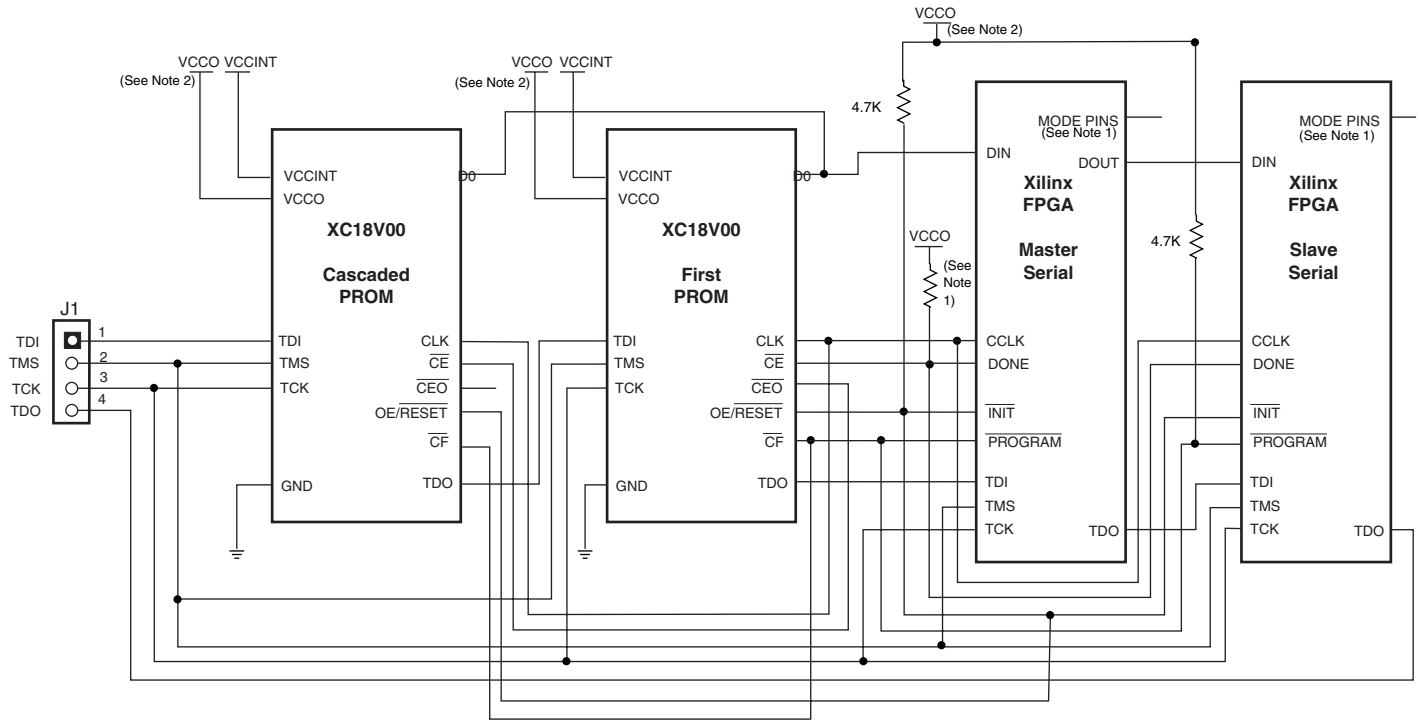 VCCO
(See Note 2)
VCCO VCCINT
(See Note 2)
VCCO VCCINT
(See Note 2)
4.7K
J1
TDI
TMS
TCK
TDO
1
2
3
4
VCCINT
VCCO
D0
XC18V00
Cascaded
PROM
TDI
TMS
TCK
GND
CLK
CE
CEO
OE/RESET
CF
TDO
VCCINT
VCCO
D0
XC18V00
First
PROM
TDI
TMS
TCK
GND
CLK
CE
CEO
OE/RESET
CF
TDO
VCCO
(See
Note
1)
MODE PINS
(See Note 1)
DIN
DOUT
Xilinx
FPGA
Master
Serial
CCLK
DONE
INIT
PROGRAM
TDI
TMS
TCK
TDO
4.7K
MODE PINS
(See Note 1)
DIN
Xilinx
FPGA
Slave
Serial
CCLK
DONE
INIT
PROGRAM
TDI
TMS
TCK
TDO